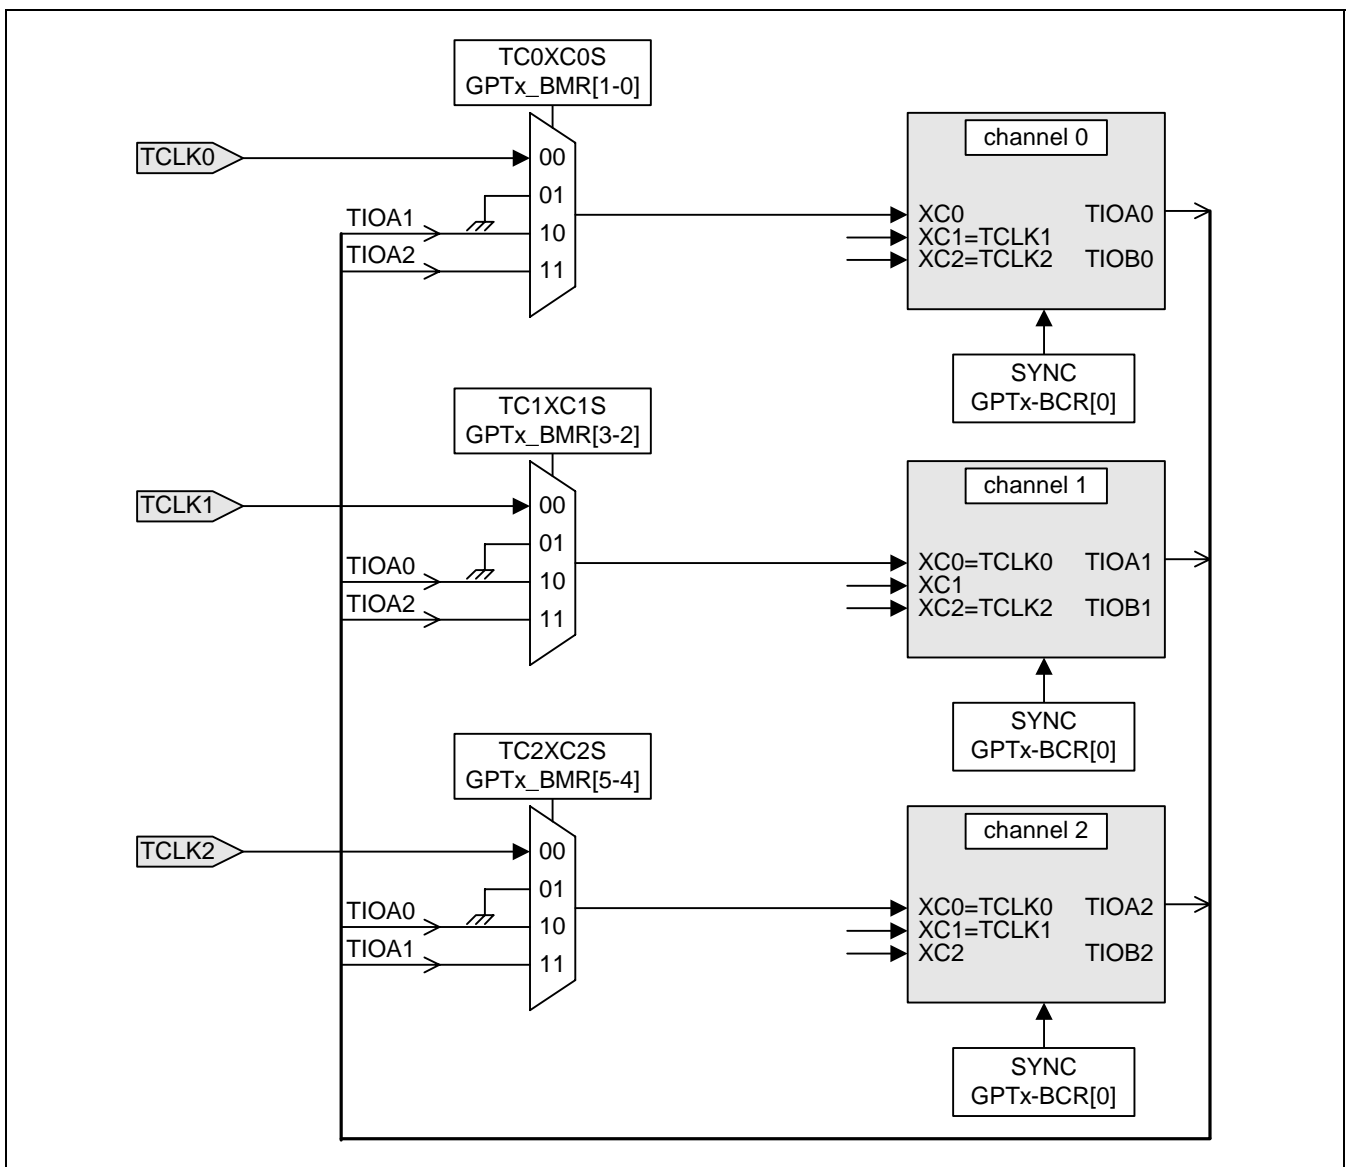 TC0XC0S
GPTx_BMR[1-0]
TCLK0
00
01
TIOA1
10
TIOA2
11
channel 0
XC0 TIOA0
XC1=TCLK1
XC2=TCLK2 TIOB0
SYNC
GPTx-BCR[0]
TC1XC1S
GPTx_BMR[3-2]
TCLK1
00
01
TIOA0
10
TIOA2
11
channel 1
XC0=TCLK0 TIOA1
XC1
XC2=TCLK2 TIOB1
SYNC
GPTx-BCR[0]
TC2XC2S
GPTx_BMR[5-4]
TCLK2
00
01
TIOA0
10
TIOA1
11
channel 2
XC0=TCLK0 TIOA2
XC1=TCLK1
XC2 TIOB2
SYNC
GPTx-BCR[0]